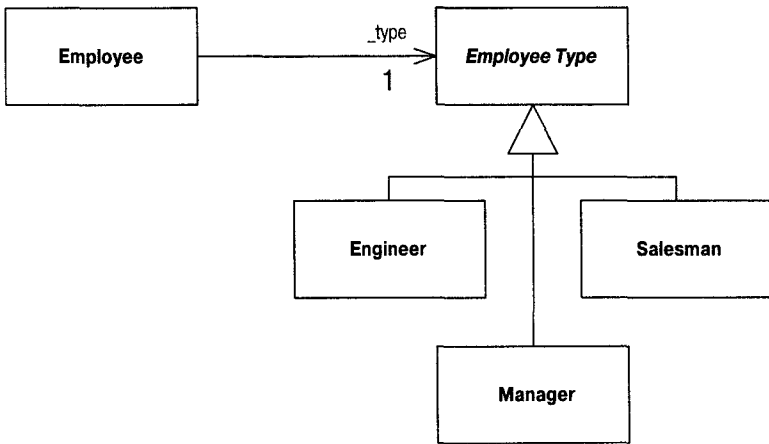 _type
Employee
Employee Type
1
Engineer
Salesman
Manager